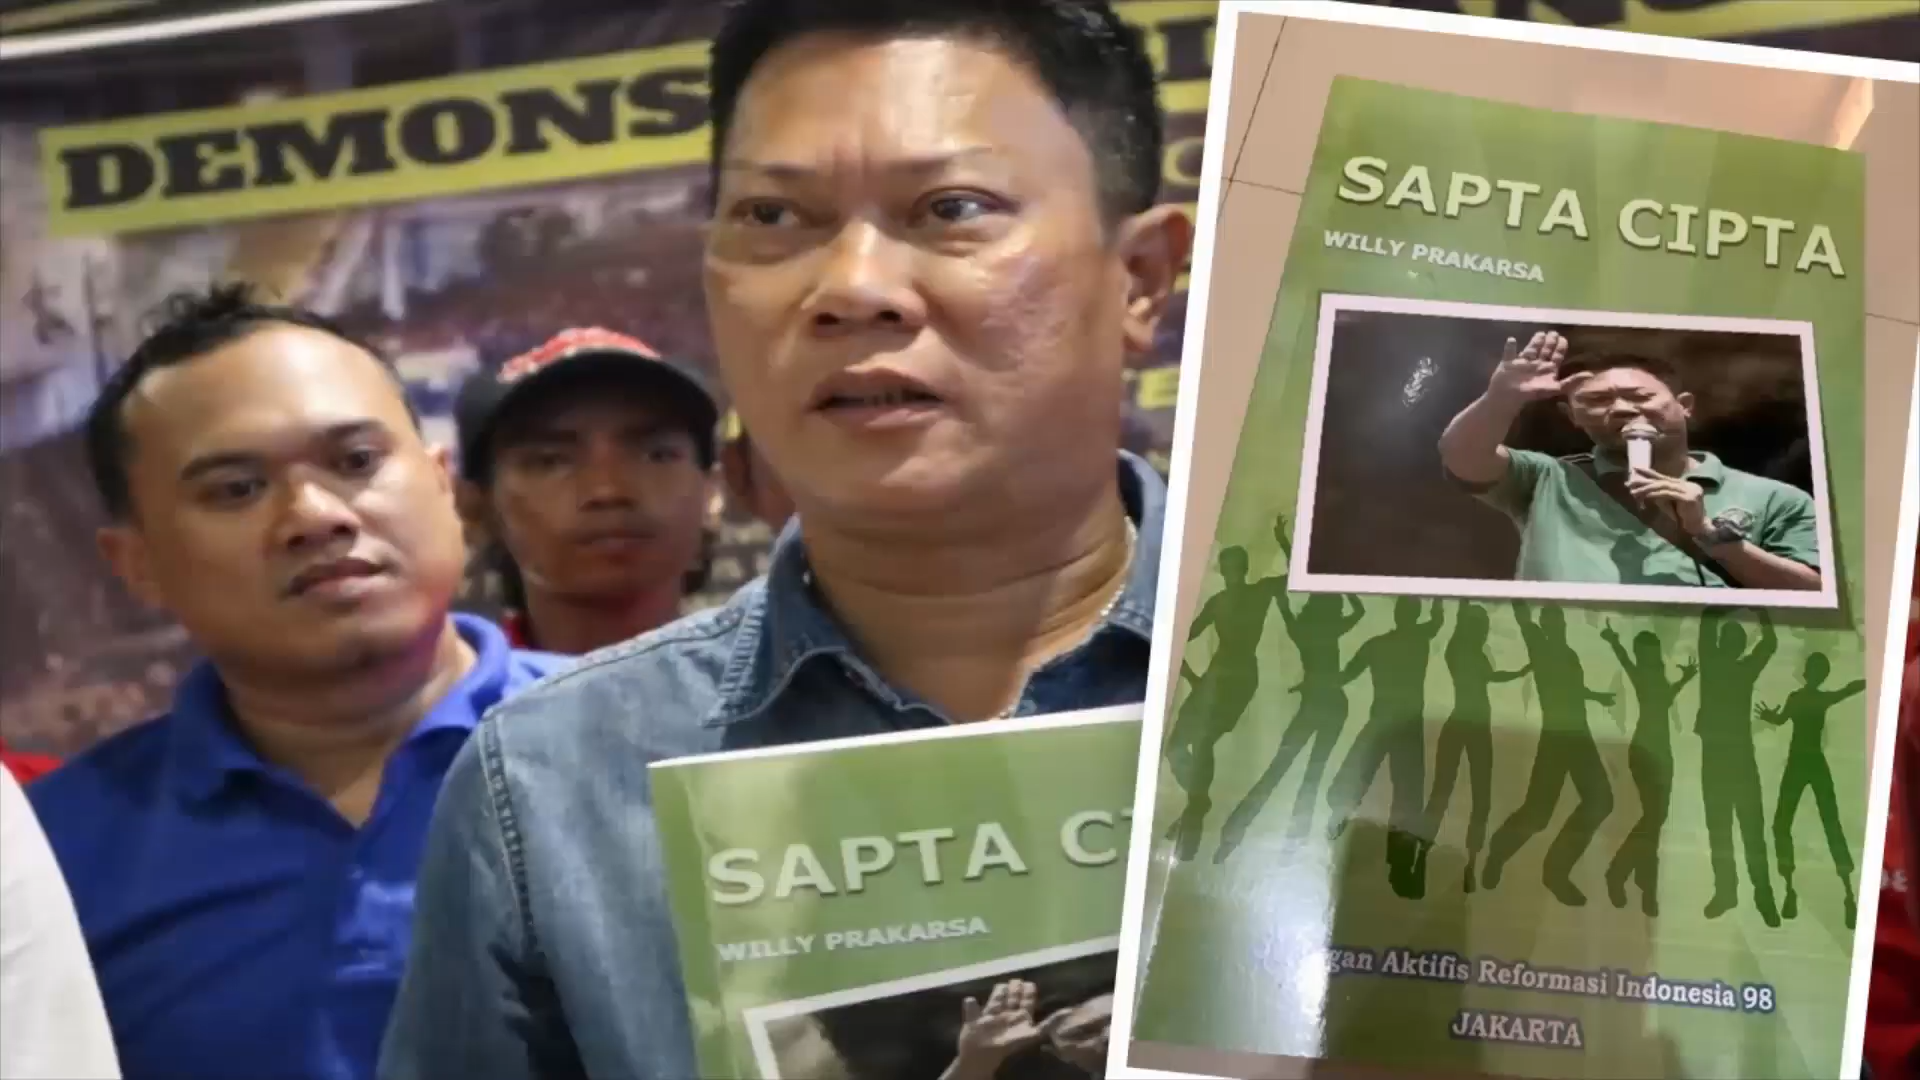 DEMONS
SAPTA
WILLY PRAKARSA
SAPTA CIPTA
WILLY PRAKARSA
Aktifis Reformasi Indonesia 98
JAKARTA